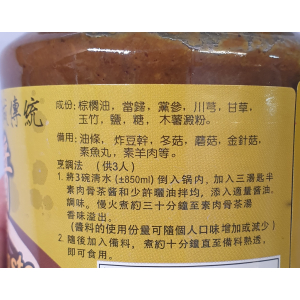 傳統
成份：棕櫚油，當歸，黨參，川芎，甘草，
玉竹，鹽，糖，木薯澱粉。
備用：油條，炸豆幹，冬菇，蘑菇，金針菇，
素魚丸，素羊肉等。
烹調法 （供3人）
1. 將3碗清水 (±850ml) 倒入鍋內，加入三湯匙半
素肉骨茶醬和少許曬油拌均，添入適量醬油，
調味。慢火煮約三十分鐘至素肉骨茶湯
香味溢出。
（醬料的使用份量可隨個人口味增加或減少）
2. 隨後加入備料，煮約十分鐘直至備料熟透，
即可食用。